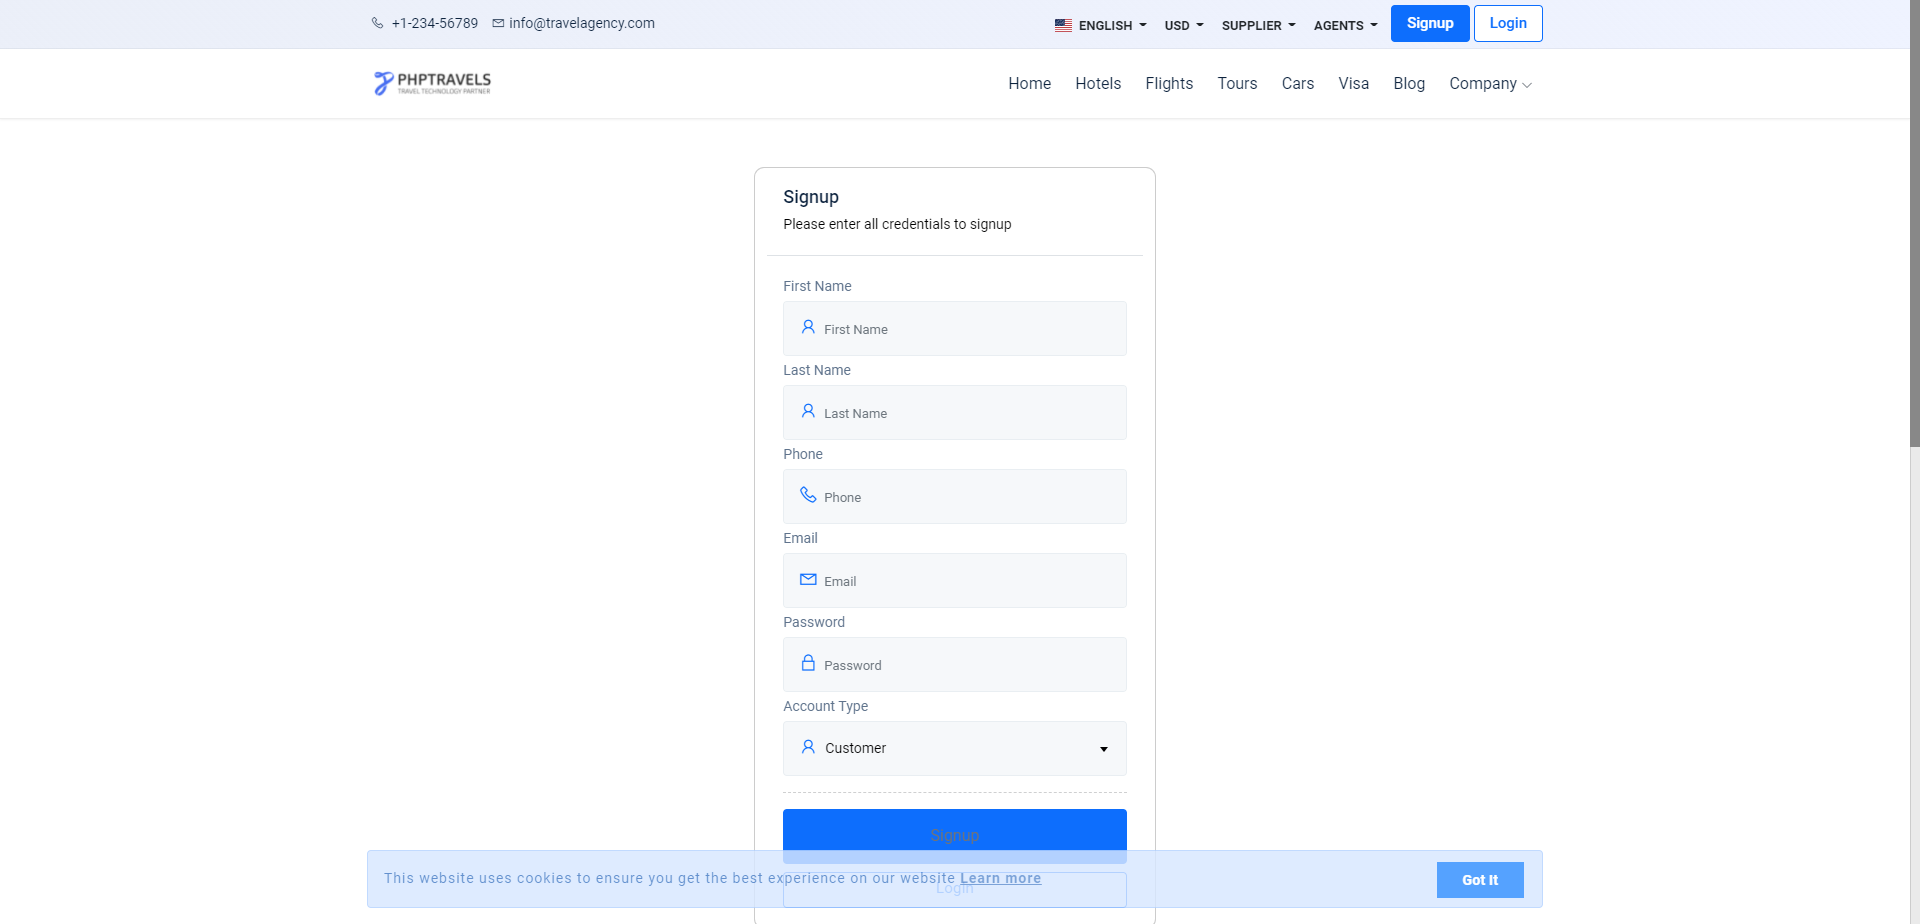 +1-234-56789 info@travelagency.com ENGLISH USD SUPPLIER AGENTS Signup Login
PHPTRAVELS
TRAVEL TECHNOLOGY PARTNER
Home Hotels Flights Tours Cars Visa Blog Company
Signup
Please enter all credentials to signup
First Name
First Name
Last Name
Last Name
Phone
Phone
Email
Email
Password
Password
Account Type
Customer
Signup
This website uses cookies to ensure you get the best experience on our website Learn more Got It
Login